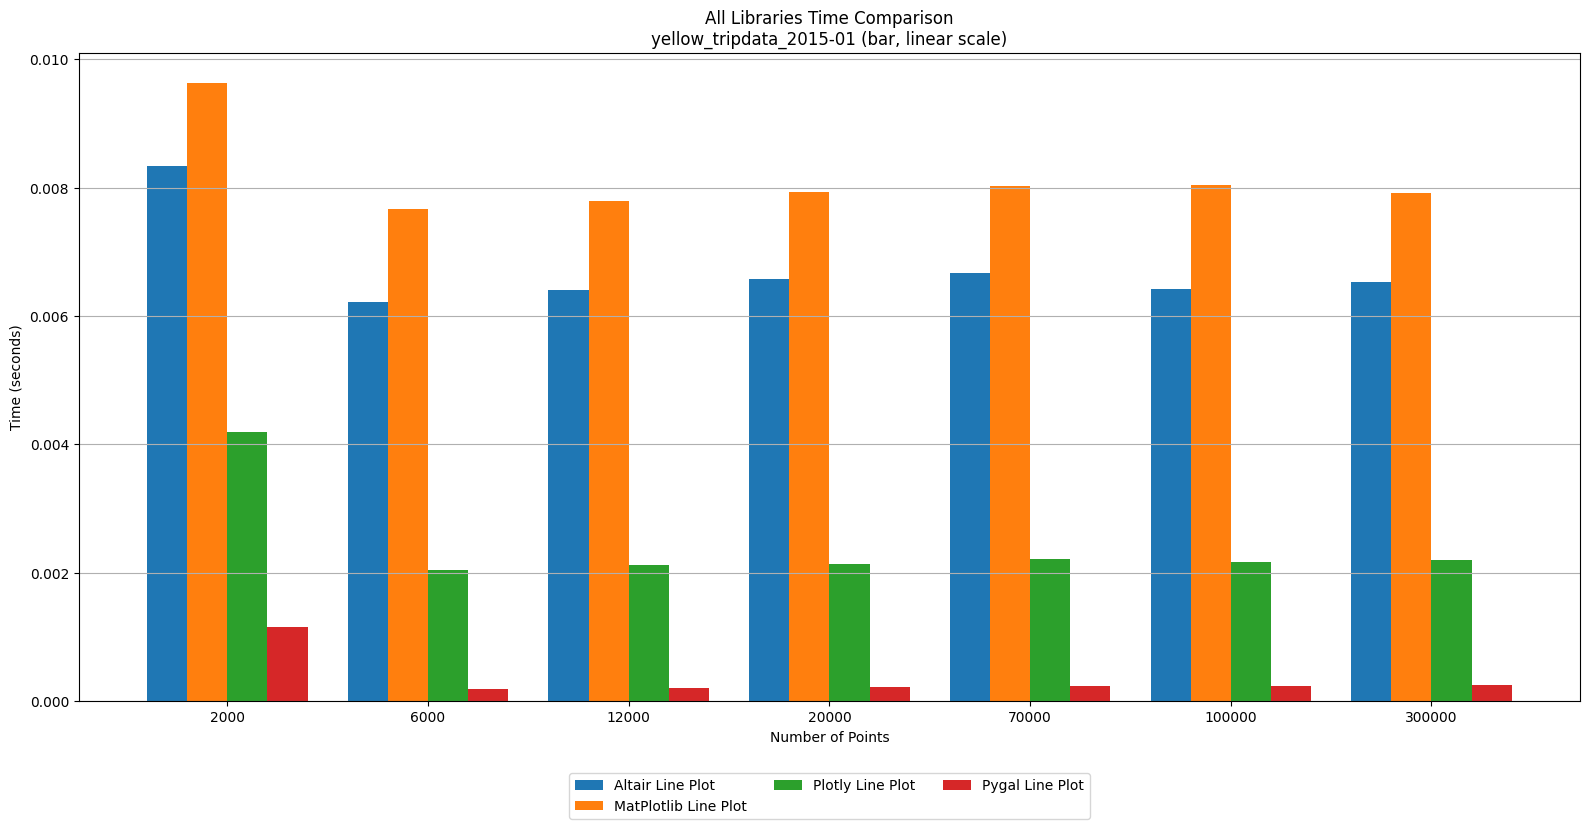 All Libraries Time Comparison
yellow_tripdata_2015-01 (bar, linear scale)
0.010
0.008
0.006
0.004
0.002
0.000
Time (seconds)
2000 6000 12000 20000 70000 100000 300000
Number of Points
Altair Line Plot Plotly Line Plot Pygal Line Plot
MatPlotlib Line Plot